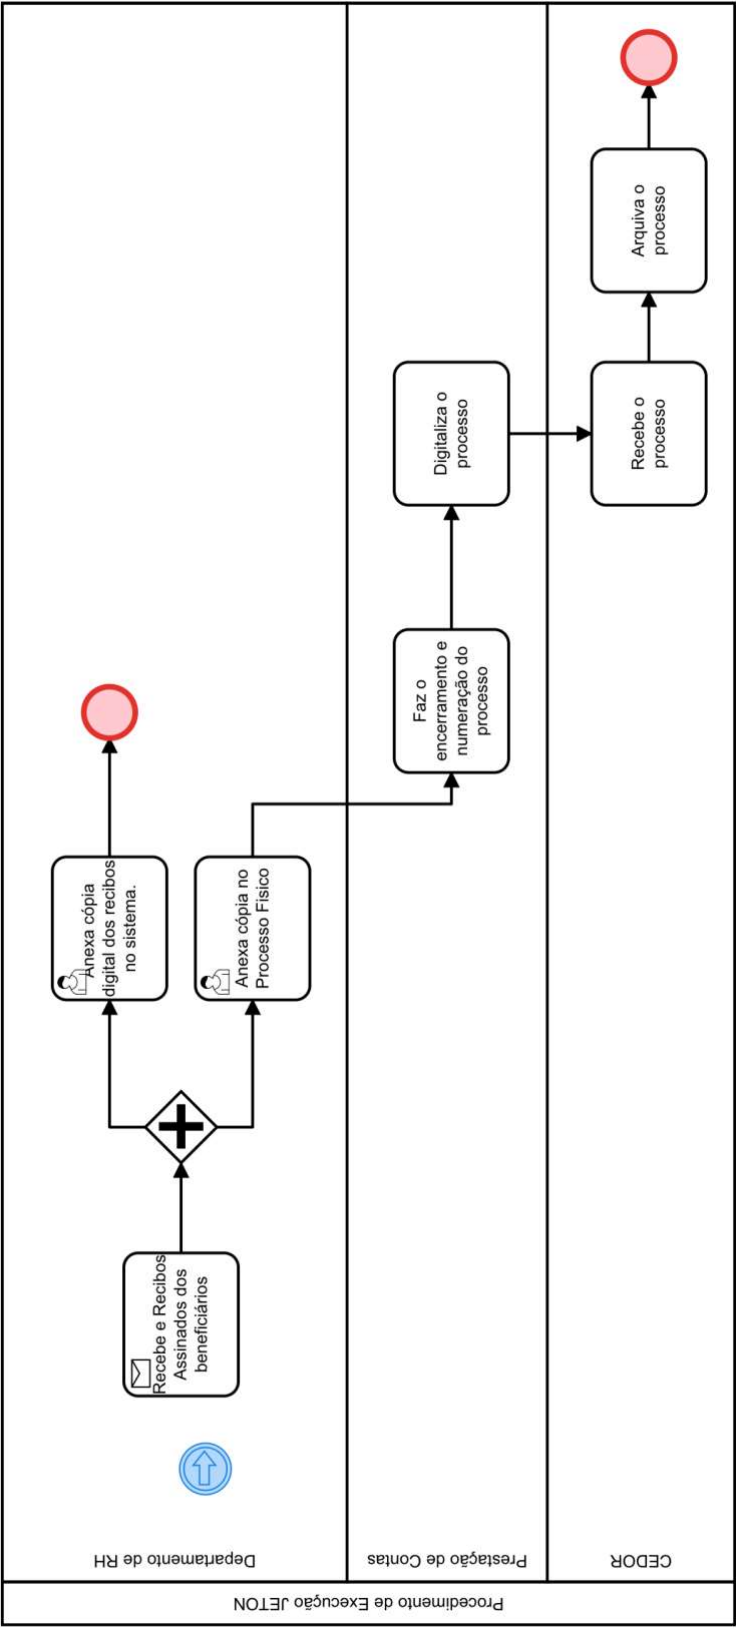 Procedimento de Execução JETON
Departamento de RH
Recebe e Recibos
Assinados dos
beneficiários
Anexa cópia
digital dos recibos
no sistema.
Anexa cópia no
Processo Fisico
Prestação de Contas
Faz o
encerramento e
numeração do
processo
Digitaliza o
processo
CEDOR
Recebe o
processo
Arquiva o
processo